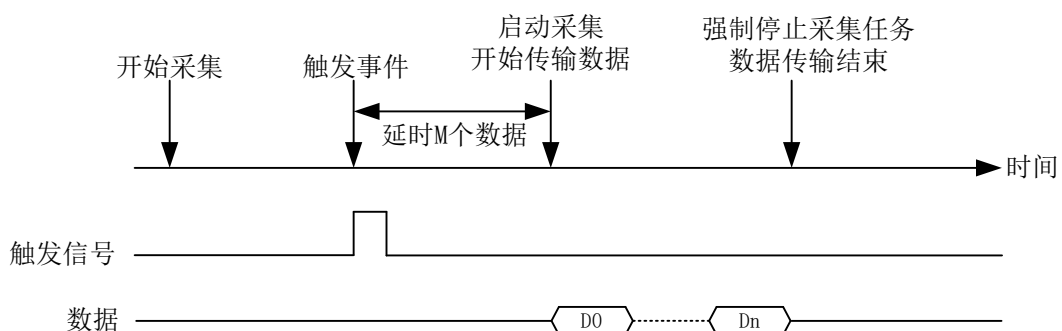 启动采集
强制停止采集任务
开始采集
触发事件
开始传输数据
数据传输结束
延时M个数据
时间
触发信号
数据
D0
Dn